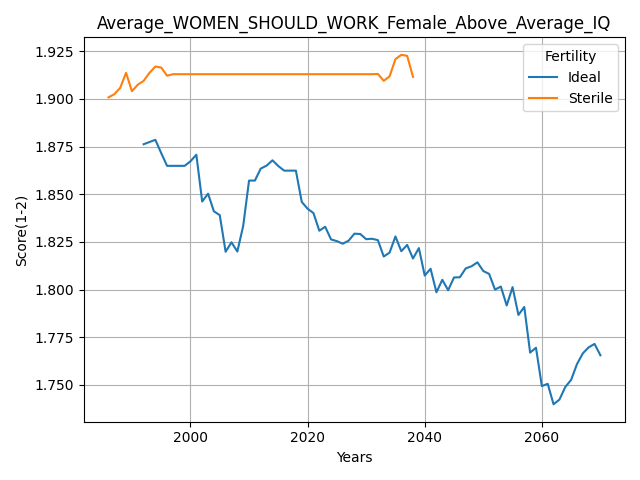 Average_WOMEN_SHOULD_WORK_Female_Above_Average_IQ
Score(1-2)
1.925
1.900
1.875
1.850
1.825
1.800
1.775
1.750
Fertility
Ideal
Sterile
2000
2020
2040
2060
Years